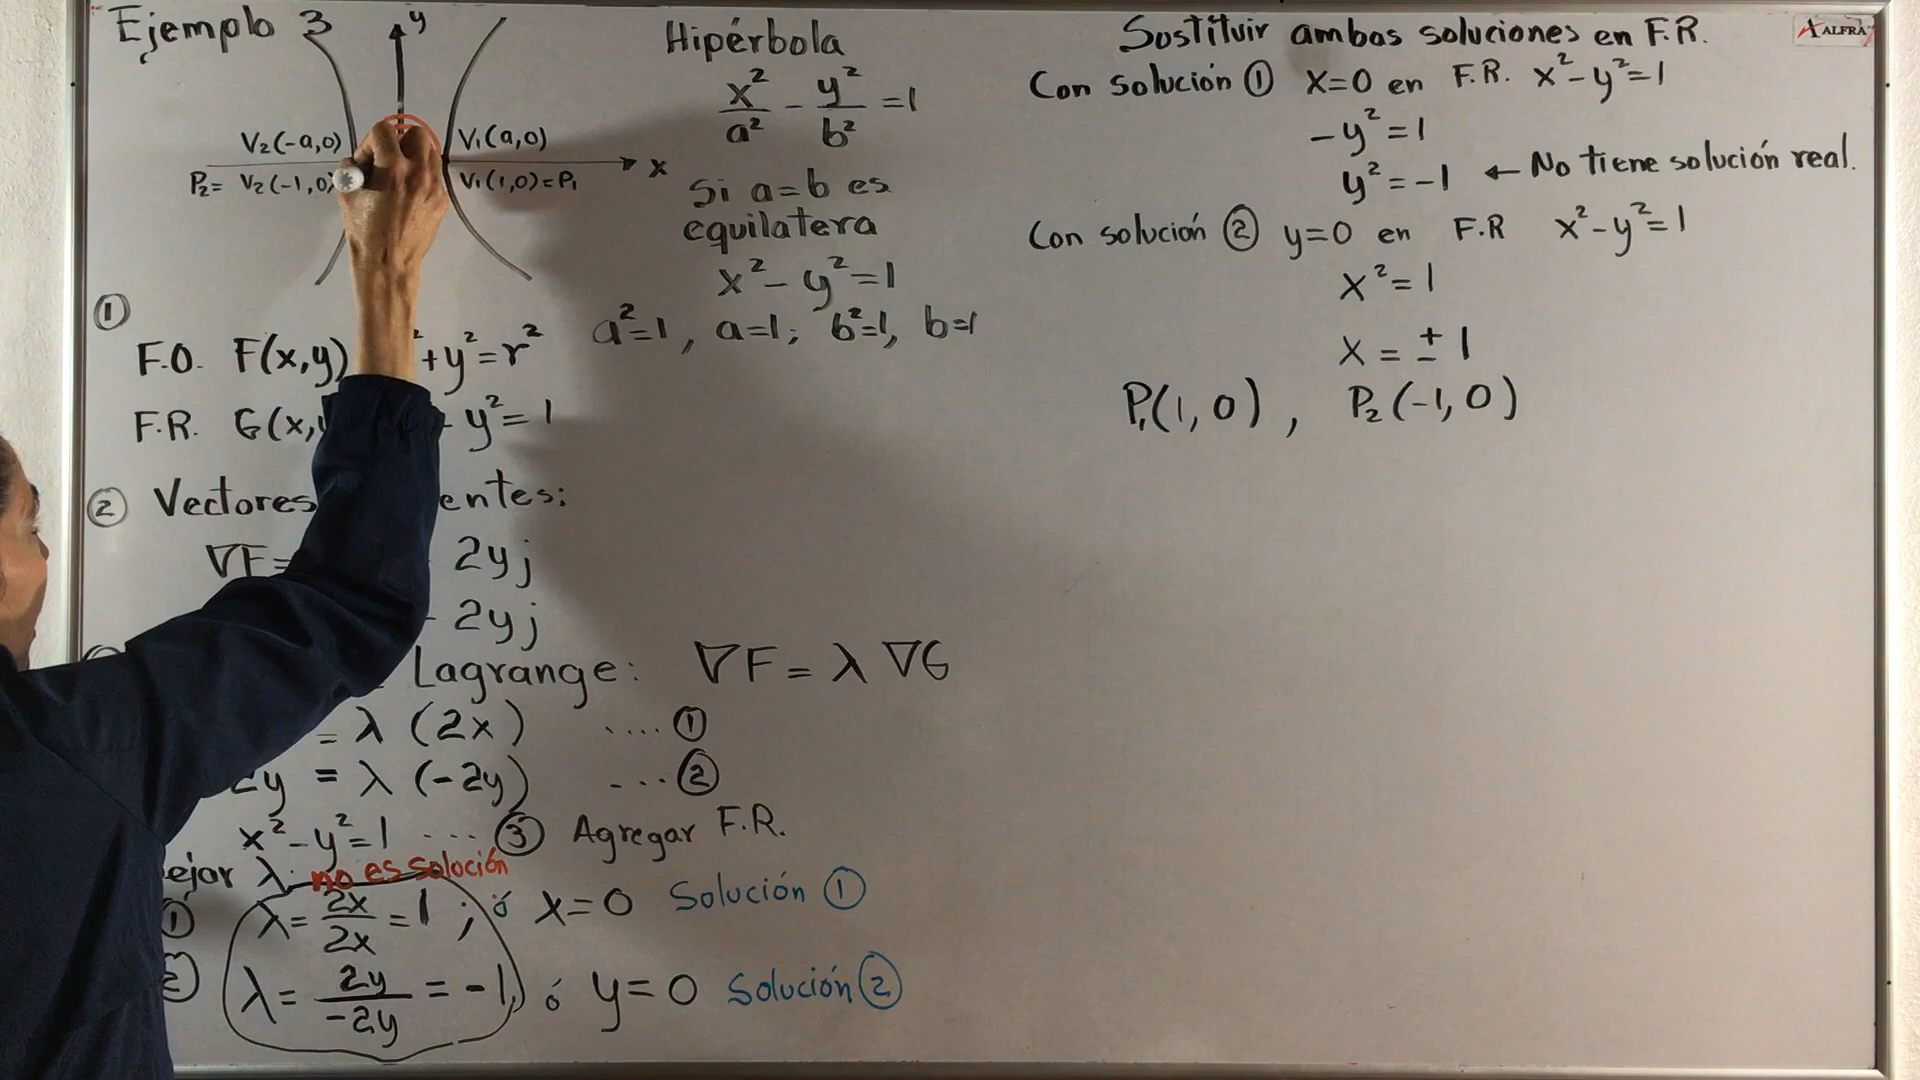 Ejemplo 3
y
x
V₂(-a,0)
V₁(a,0)
P₂= V₂(-1,0)
V₁(1,0)=P₁
Hipérbola
x²/a² - y²/b² = 1
Si a=b es
equilatera
x² - y² = 1
a²=1, a=1; b²=1, b=1
①
F.O. F(x,y) ² + y² = r²
F.R. G(x, - y² = 1
② Vectores entes:
∇F= 2yj
- 2yj
Lagrange: ∇F = λ ∇G
= λ (2x) .... ①
2y = λ (-2y) ... ②
x² - y² = 1 .... ③ Agregar F.R.
ejar λ: no es solución
① λ = 2x/2x = 1 ; ó x=0 Solución ①
② λ = 2y/-2y = -1, ó y=0 Solución ②
Sustituir ambas soluciones en F.R.
Con solución ① x=0 en F.R. x² - y² = 1
-y² = 1
y² = -1 ← No tiene solución real.
Con solución ② y=0 en F.R x² - y² = 1
x² = 1
x = ± 1
P₁(1,0), P₂(-1,0)
ALFRA